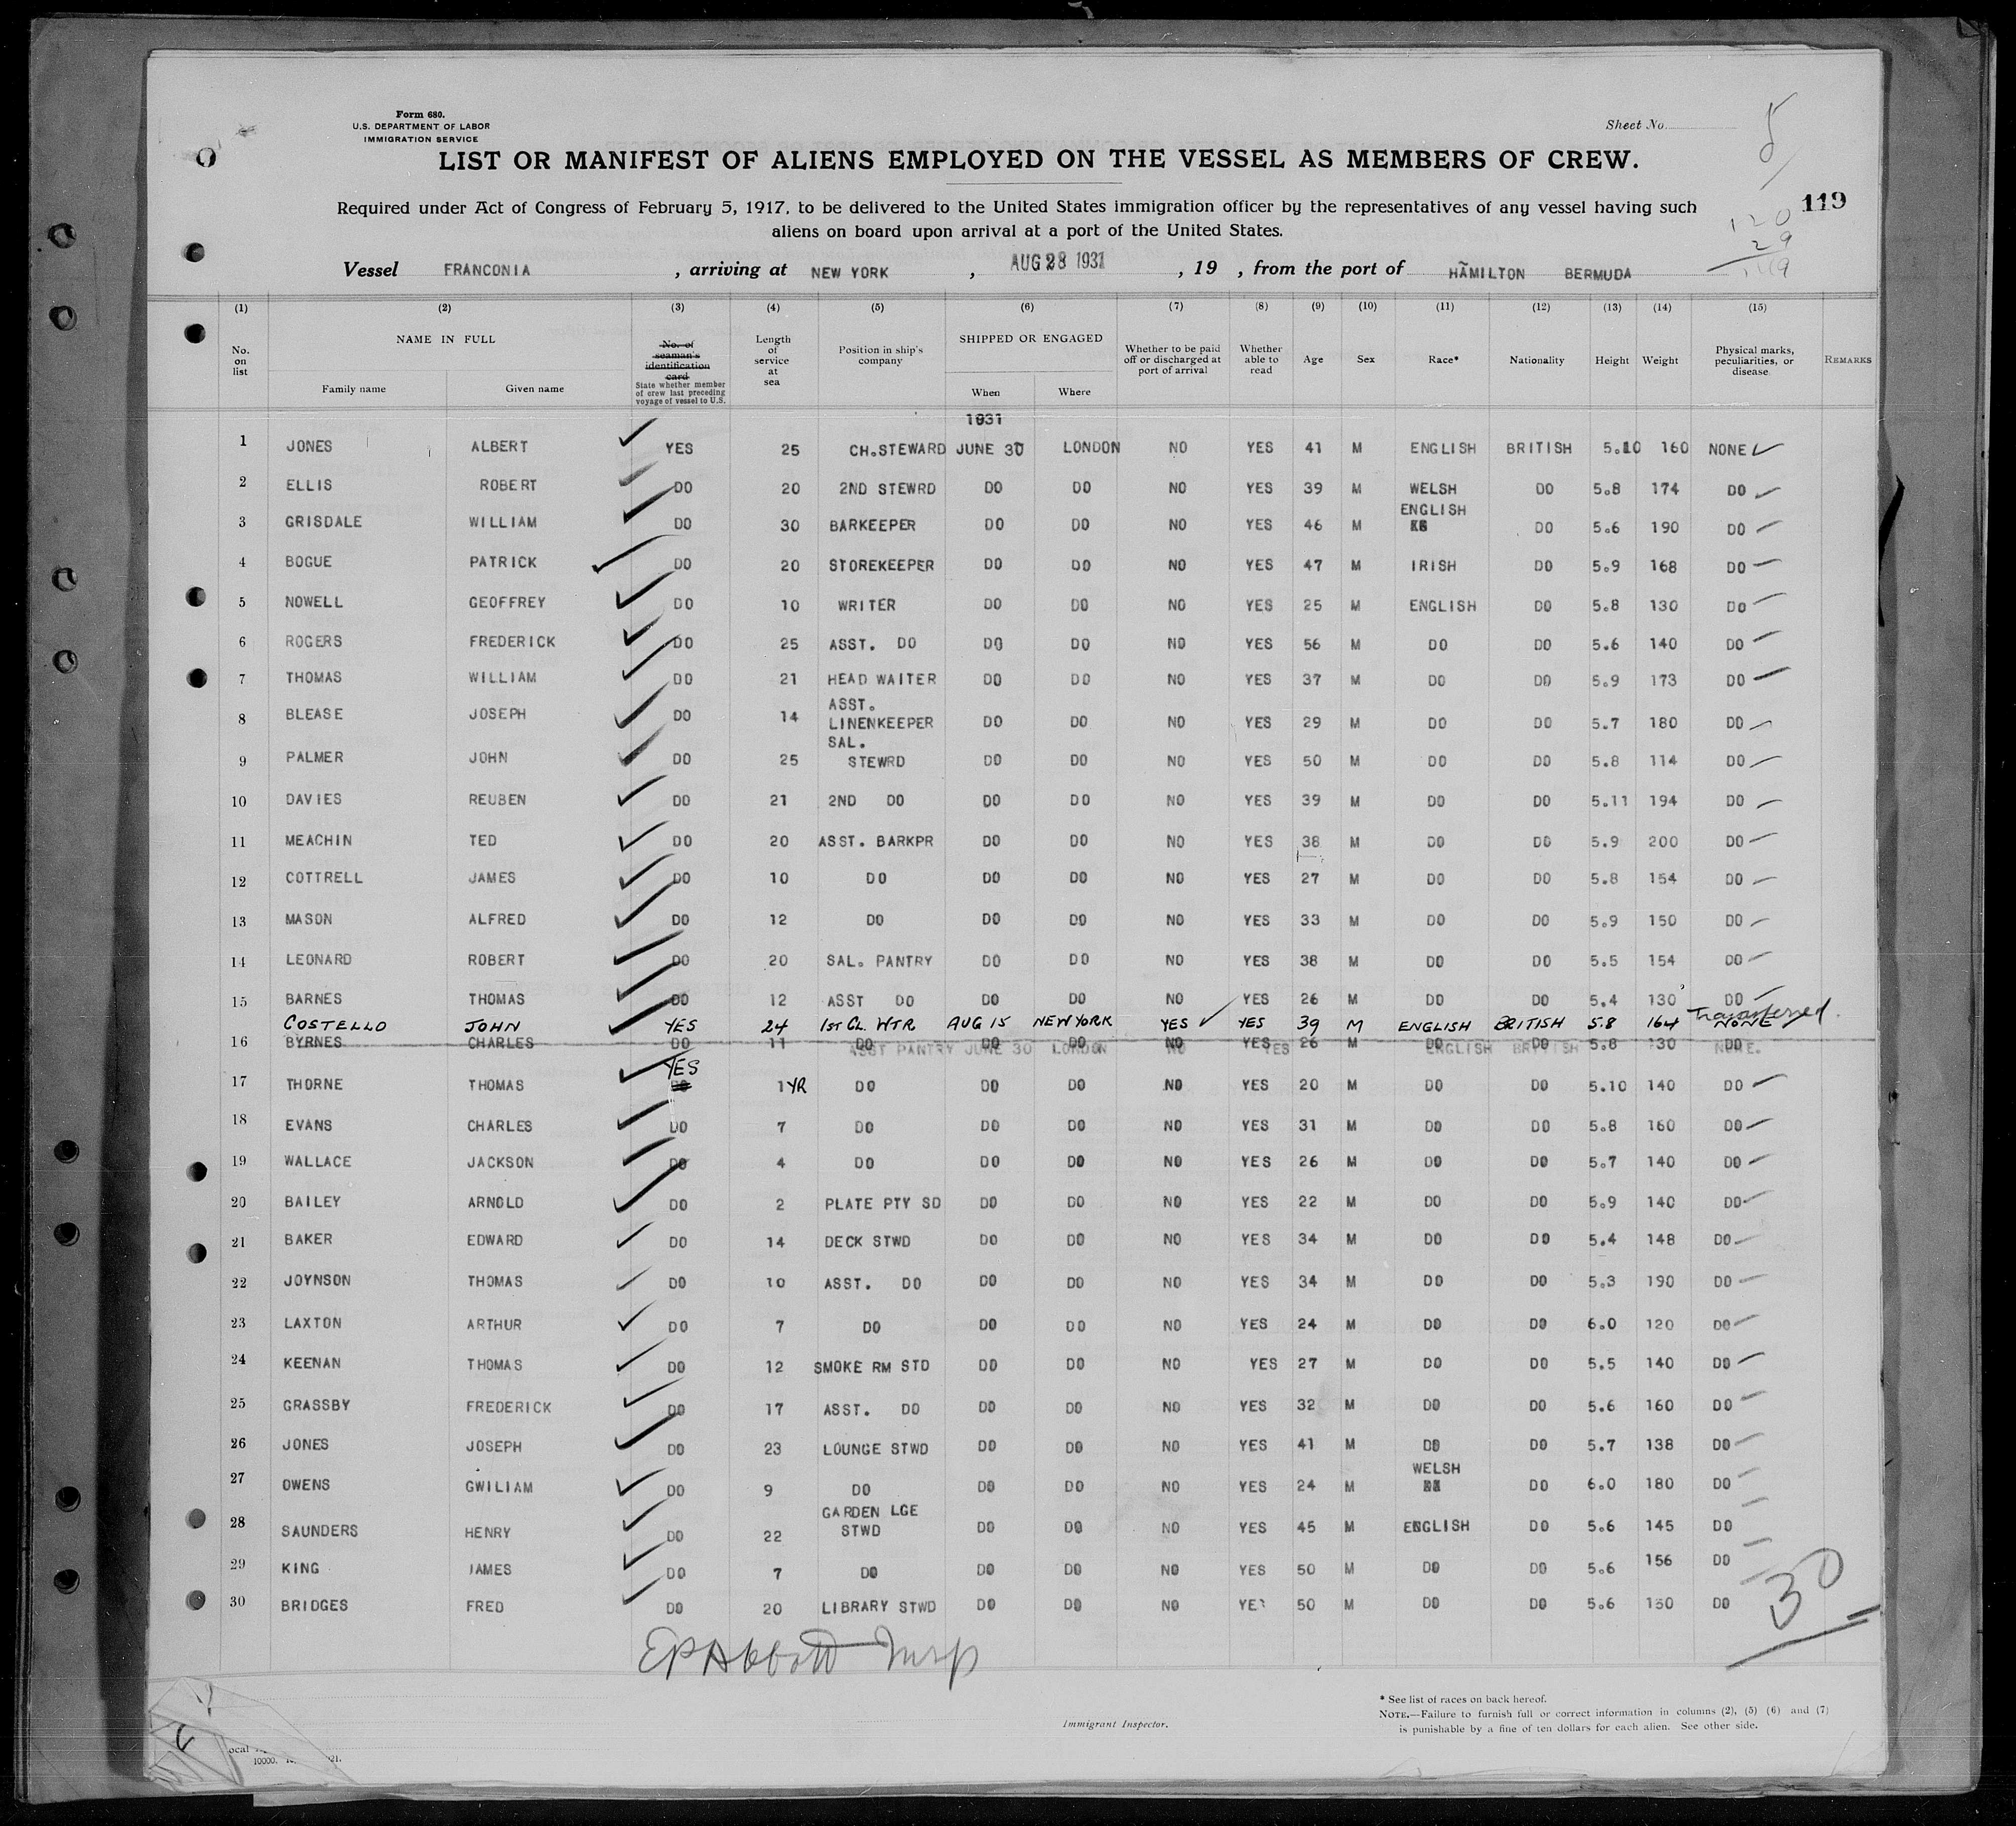 Form 680.
U.S. DEPARTMENT OF LABOR
IMMIGRATION SERVICE
Sheet No. 5
LIST OR MANIFEST OF ALIENS EMPLOYED ON THE VESSEL AS MEMBERS OF CREW.
119
Required under Act of Congress of February 5, 1917, to be delivered to the United States immigration officer by the representatives of any vessel having such
aliens on board upon arrival at a port of the United States.
120
29
Vessel FRANCONIA , arriving at NEW YORK , AUG 28 1931 , 19 , from the port of HAMILTON BERMUDA
(1) (2) (3) (4) (5) (6) (7) (8) (9) (10) (11) (12) (13) (14) (15)
No. on list
NAME IN FULL
Family name Given name
No. of seaman's identification card
State whether member of crew last preceding voyage of vessel to U.S.
Length of service at sea
Position in ship's company
SHIPPED OR ENGAGED
When Where
Whether to be paid off or discharged at port of arrival
Whether able to read
Age
Sex
Race*
Nationality
Height
Weight
Physical marks, peculiarities, or disease
REMARKS
1931
1 JONES ALBERT YES 25 CH.STEWARD JUNE 30 LONDON NO YES 41 M ENGLISH BRITISH 5.10 160 NONE
2 ELLIS ROBERT DO 20 2ND STEWRD DO DO NO YES 39 M WELSH DO 5.8 174 DO
3 GRISDALE WILLIAM DO 30 BARKEEPER DO DO NO YES 46 M ENGLISH DO 5.6 190 DO
4 BOGUE PATRICK DO 20 STOREKEEPER DO DO NO YES 47 M IRISH DO 5.9 168 DO
5 NOWELL GEOFFREY DO 10 WRITER DO DO NO YES 25 M ENGLISH DO 5.8 130 DO
6 ROGERS FREDERICK DO 25 ASST. DO DO DO NO YES 56 M DO DO 5.6 140 DO
7 THOMAS WILLIAM DO 21 HEAD WAITER DO DO NO YES 37 M DO DO 5.9 173 DO
8 BLEASE JOSEPH DO 14 ASST. LINENKEEPER DO DO NO YES 29 M DO DO 5.7 180 DO
9 PALMER JOHN DO 25 SAL. STEWRD DO DO NO YES 50 M DO DO 5.8 114 DO
10 DAVIES REUBEN DO 21 2ND DO DO DO NO YES 39 M DO DO 5.11 194 DO
11 MEACHIN TED DO 20 ASST. BARKPR DO DO NO YES 38 M DO DO 5.9 200 DO
12 COTTRELL JAMES DO 10 DO DO DO NO YES 27 M DO DO 5.8 154 DO
13 MASON ALFRED DO 12 DO DO DO NO YES 33 M DO DO 5.9 150 DO
14 LEONARD ROBERT DO 20 SAL. PANTRY DO DO NO YES 38 M DO DO 5.5 154 DO
15 BARNES THOMAS DO 12 ASST DO DO DO NO YES 26 M DO DO 5.4 130 DO
Transferred
COSTELLO JOHN YES 24 1ST CL. WTR AUG 15 NEW YORK YES YES 39 M ENGLISH BRITISH 5.8 164 NONE
16 BYRNES CHARLES DO 11 DO DO DO NO YES 26 M DO DO 5.8 130 DO
ASST PANTRY JUNE 30 LONDON NO YES ENGLISH BRITISH NONE.
17 THORNE THOMAS YES 1 YR DO DO DO NO YES 20 M DO DO 5.10 140 DO
18 EVANS CHARLES DO 7 DO DO DO NO YES 31 M DO DO 5.8 160 DO
19 WALLACE JACKSON DO 4 DO DO DO NO YES 26 M DO DO 5.7 140 DO
20 BAILEY ARNOLD DO 2 PLATE PTY SD DO DO NO YES 22 M DO DO 5.9 140 DO
21 BAKER EDWARD DO 14 DECK STWD DO DO NO YES 34 M DO DO 5.4 148 DO
22 JOYNSON THOMAS DO 10 ASST. DO DO DO NO YES 34 M DO DO 5.3 190 DO
23 LAXTON ARTHUR DO 7 DO DO DO NO YES 24 M DO DO 6.0 120 DO
24 KEENAN THOMAS DO 12 SMOKE RM STD DO DO NO YES 27 M DO DO 5.5 140 DO
25 GRASSBY FREDERICK DO 17 ASST. DO DO DO NO YES 32 M DO DO 5.6 160 DO
26 JONES JOSEPH DO 23 LOUNGE STWD DO DO NO YES 41 M DO DO 5.7 138 DO
27 OWENS GWILIAM DO 9 DO DO DO NO YES 24 M WELSH DO 6.0 180 DO
28 SAUNDERS HENRY DO 22 GARDEN LGE STWD DO DO NO YES 45 M ENGLISH DO 5.6 145 DO
29 KING JAMES DO 7 DO DO DO NO YES 50 M DO DO 5.6 156 DO
30 BRIDGES FRED DO 20 LIBRARY STWD DO DO NO YES 50 M DO DO 5.6 130 DO
30
EP Abbott Insp
Immigrant Inspector.
* See list of races on back hereof.
NOTE.—Failure to furnish full or correct information in columns (2), (5) (6) and (7)
is punishable by a fine of ten dollars for each alien. See other side.